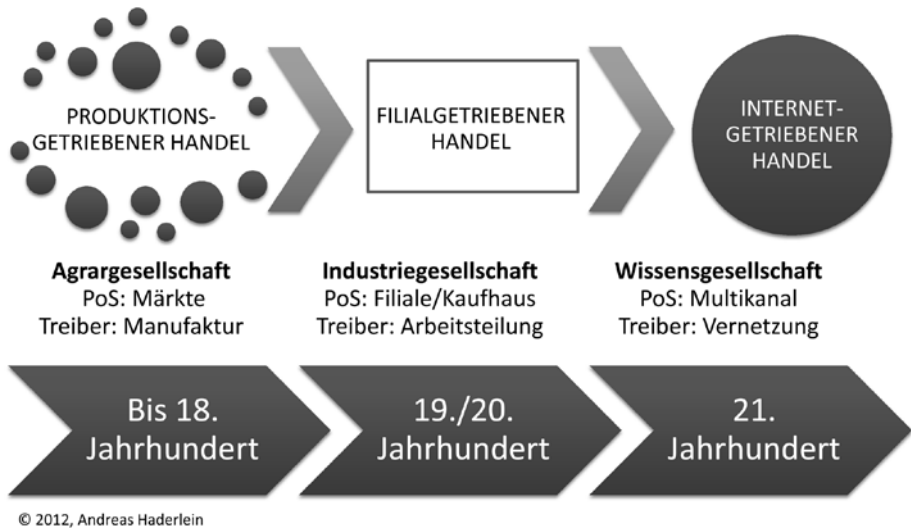 PRODUKTIONS-
GETRIEBENER HANDEL
FILIALGETRIEBENER
HANDEL
INTERNET-
GETRIEBENER
HANDEL
Agrargesellschaft
PoS: Märkte
Treiber: Manufaktur
Industriegesellschaft
PoS: Filiale/Kaufhaus
Treiber: Arbeitsteilung
Wissensgesellschaft
PoS: Multikanal
Treiber: Vernetzung
Bis 18.
Jahrhundert
19./20.
Jahrhundert
21.
Jahrhundert
© 2012, Andreas Haderlein